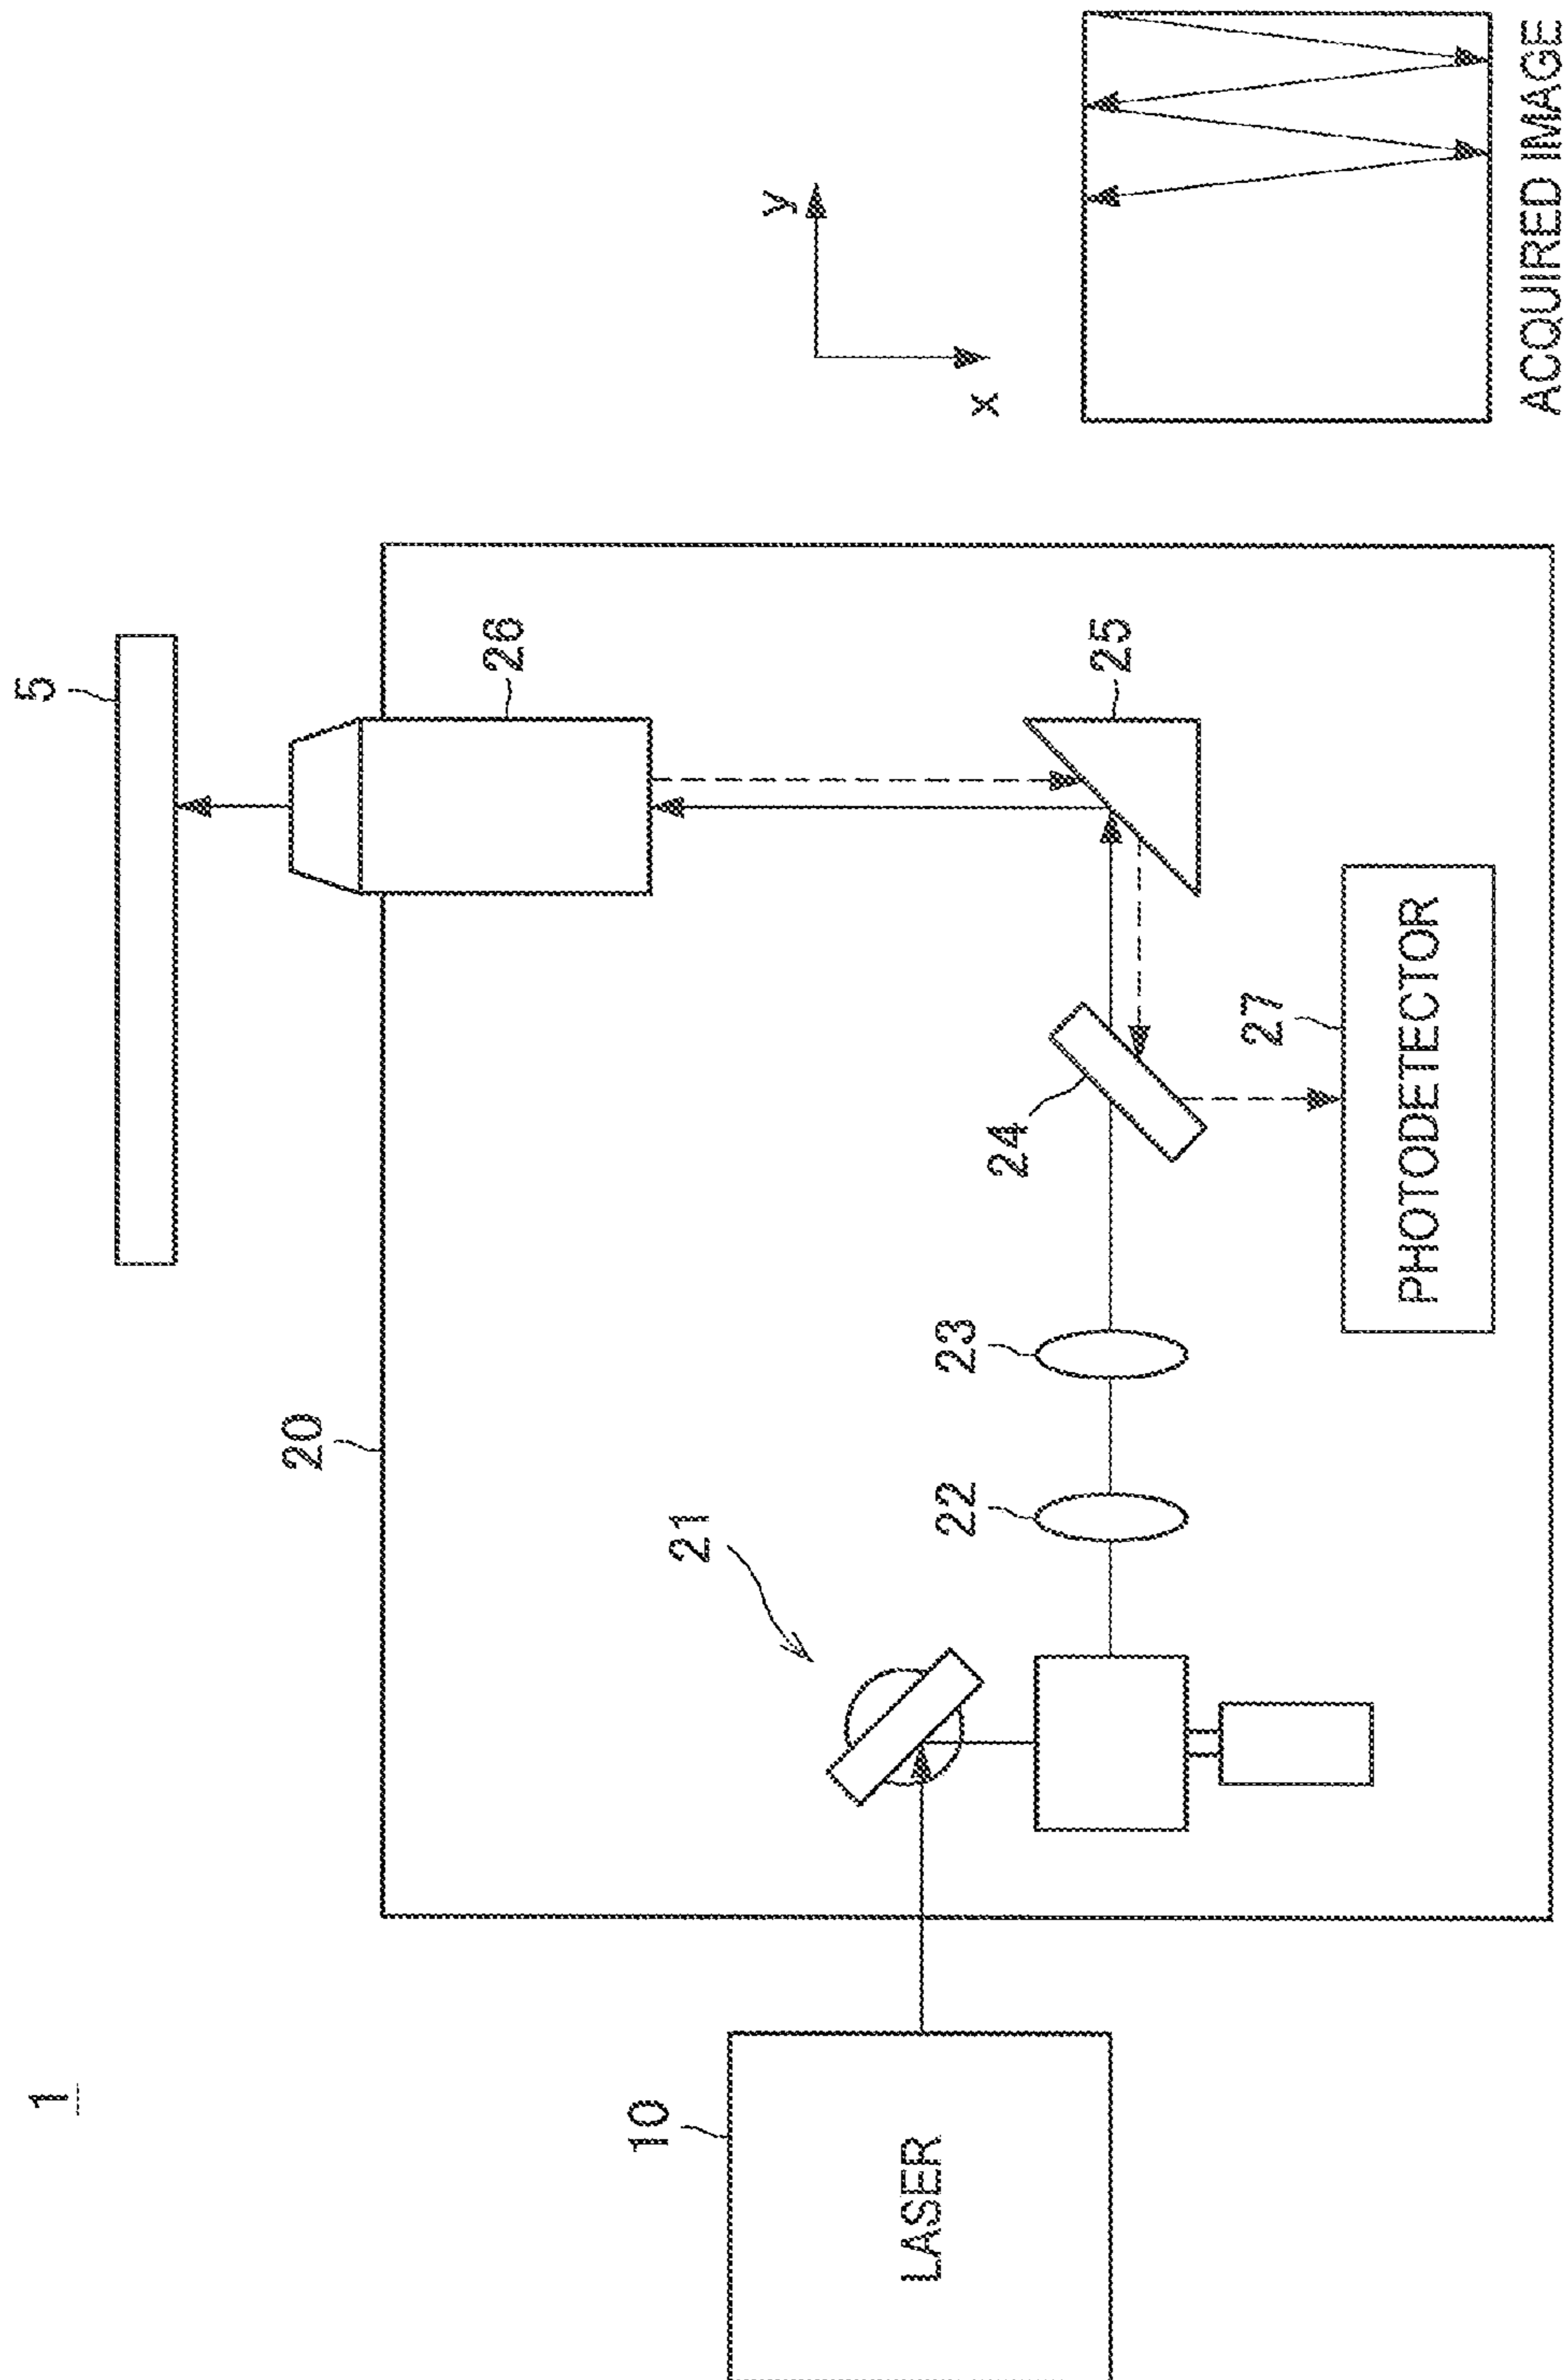 1
5
20
26
10
21
y
LASER
22
23
24
x
25
27
PHOTODETECTOR
ACQUIRED IMAGE